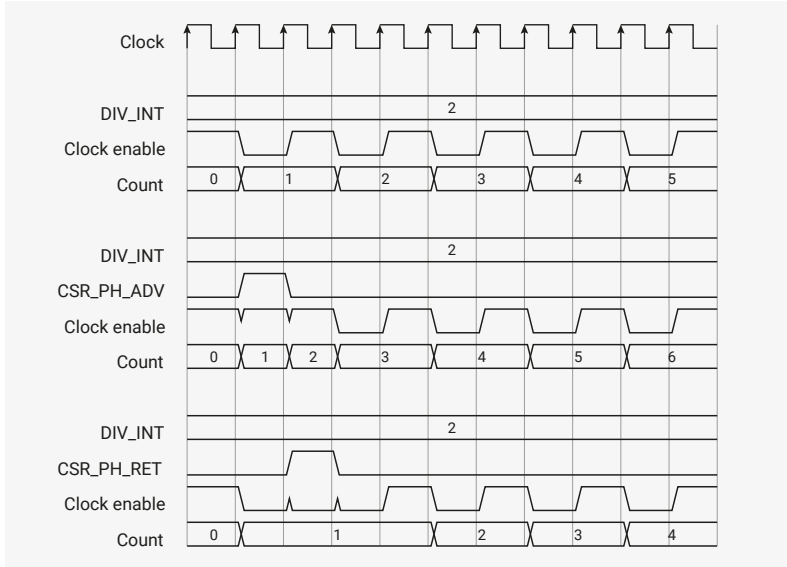 Clock
DIV_INT 2
Clock enable
Count 0 1 2 3 4 5
DIV_INT 2
CSR_PH_ADV
Clock enable
Count 0 1 2 3 4 5 6
DIV_INT 2
CSR_PH_RET
Clock enable
Count 0 1 2 3 4